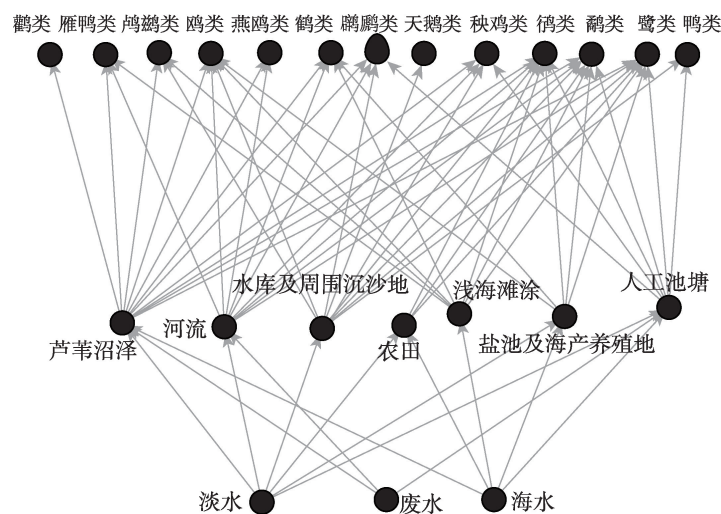 鹳类 雁鸭类 鸬鹚类 鸥类 燕鸥类 鹤类 䴙䴘类 天鹅类 秧鸡类 鸻类 鹬类 鹭类 鸭类
水库及周围沉沙地
浅海滩涂
人工池塘
芦苇沼泽
河流
农田
盐池及海产养殖地
淡水
废水
海水